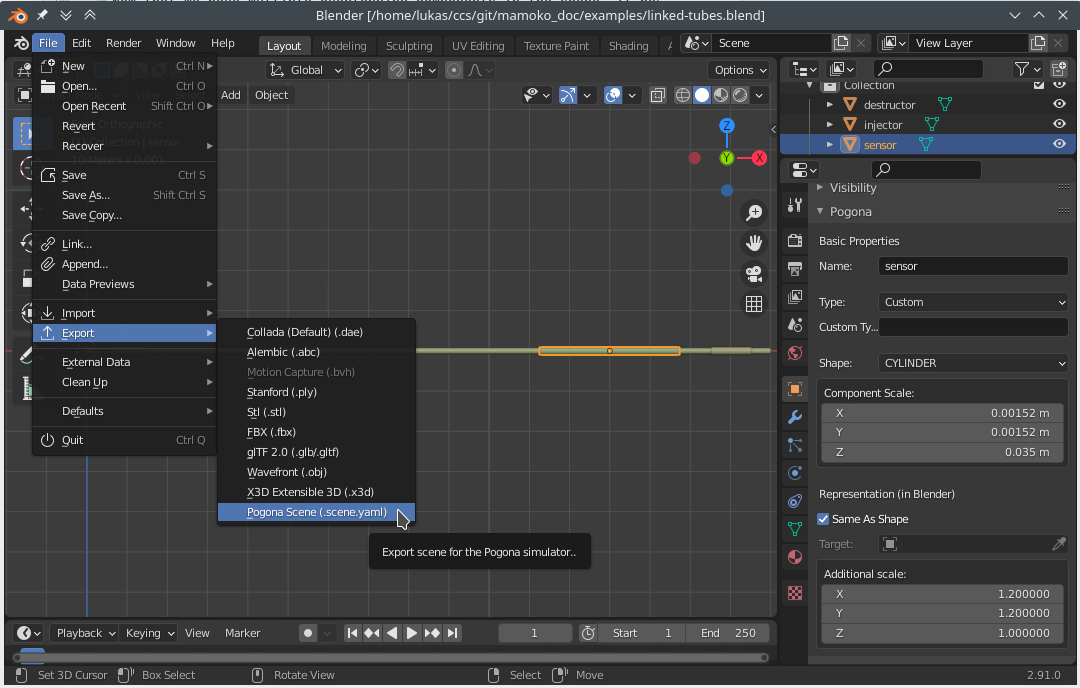 Blender [/home/lukas/ccs/git/mamoko_doc/examples/linked-tubes.blend]
File Edit Render Window Help Layout Modeling Sculpting UV Editing Texture Paint Shading Scene View Layer
Global Options
Add Object
New Ctrl N
Open... Ctrl O
Open Recent Shift Ctrl O
Revert
Recover
Save Ctrl S
Save As... Shift Ctrl S
Save Copy...
Link...
Append...
Data Previews
Import
Export
External Data
Clean Up
Defaults
Quit Ctrl Q
Collada (Default) (.dae)
Alembic (.abc)
Motion Capture (.bvh)
Stanford (.ply)
Stl (.stl)
FBX (.fbx)
glTF 2.0 (.glb/.gltf)
Wavefront (.obj)
X3D Extensible 3D (.x3d)
Pogona Scene (.scene.yaml)
Export scene for the Pogona simulator..
Z
Y
X
Collection
destructor
injector
sensor
Visibility
Pogona
Basic Properties
Name: sensor
Type: Custom
Custom Ty...
Shape: CYLINDER
Component Scale:
X 0.00152 m
Y 0.00152 m
Z 0.035 m
Representation (in Blender)
Same As Shape
Target:
Additional scale:
X 1.200000
Y 1.200000
Z 1.000000
Playback Keying View Marker 1 Start 1 End 250
Set 3D Cursor Box Select Rotate View Select Move 2.91.0